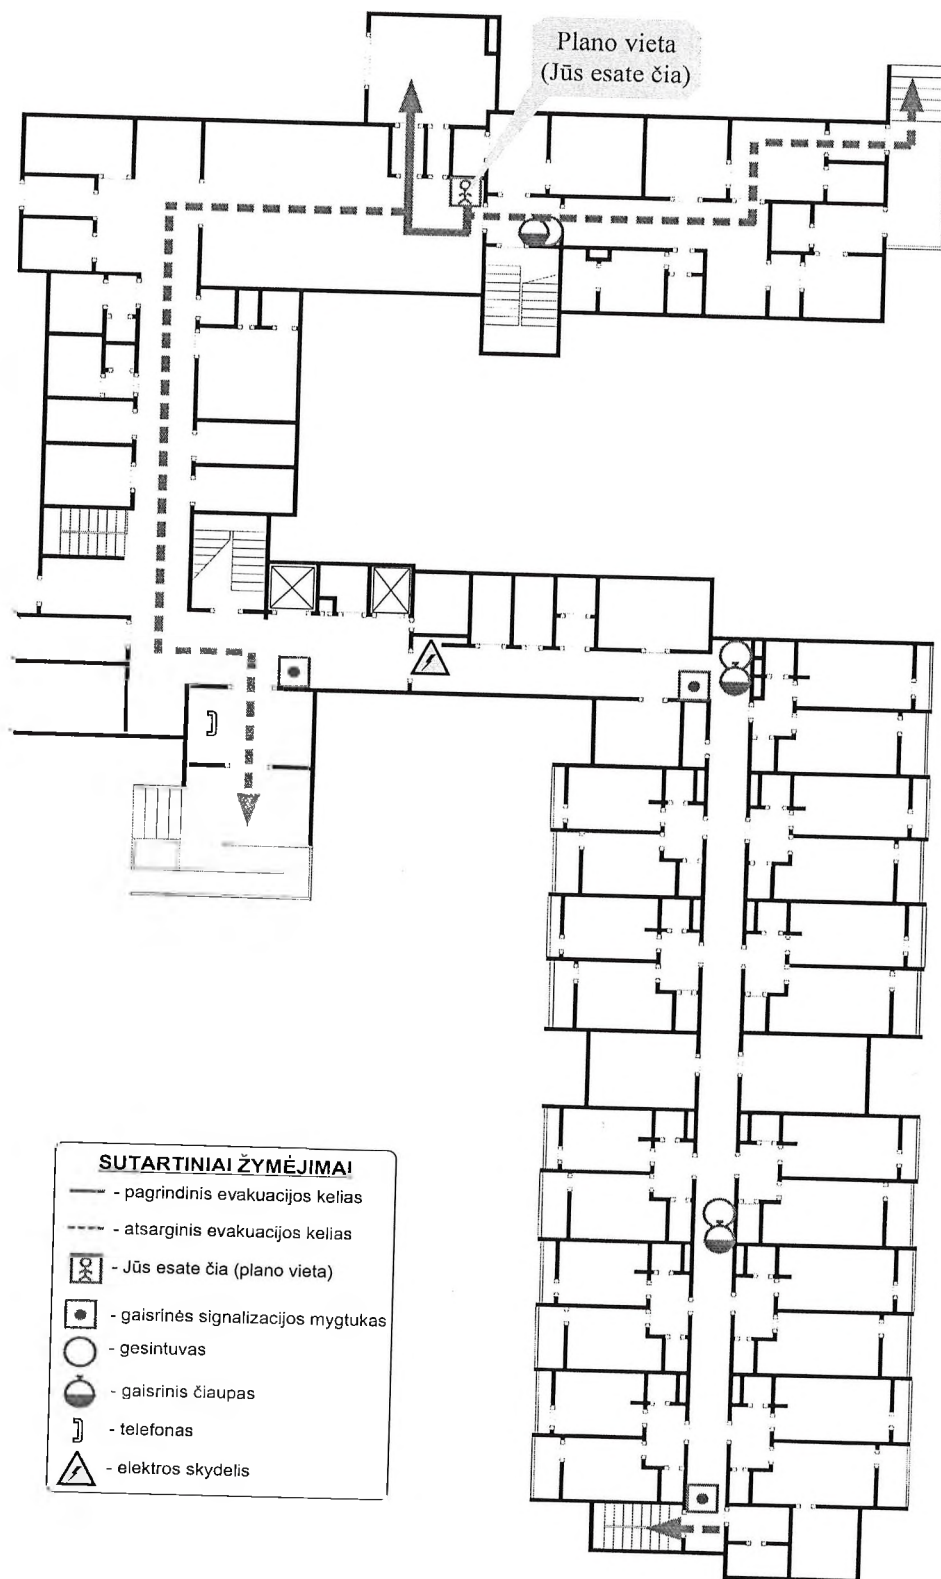 Plano vieta
(Jūs esate čia)
SUTARTINIAI ŽYMĖJIMAI
- pagrindinis evakuacijos kelias
- atsarginis evakuacijos kelias
- Jūs esate čia (plano vieta)
- gaisrinės signalizacijos mygtukas
- gesintuvas
- gaisrinis čiaupas
- telefonas
- elektros skydelis